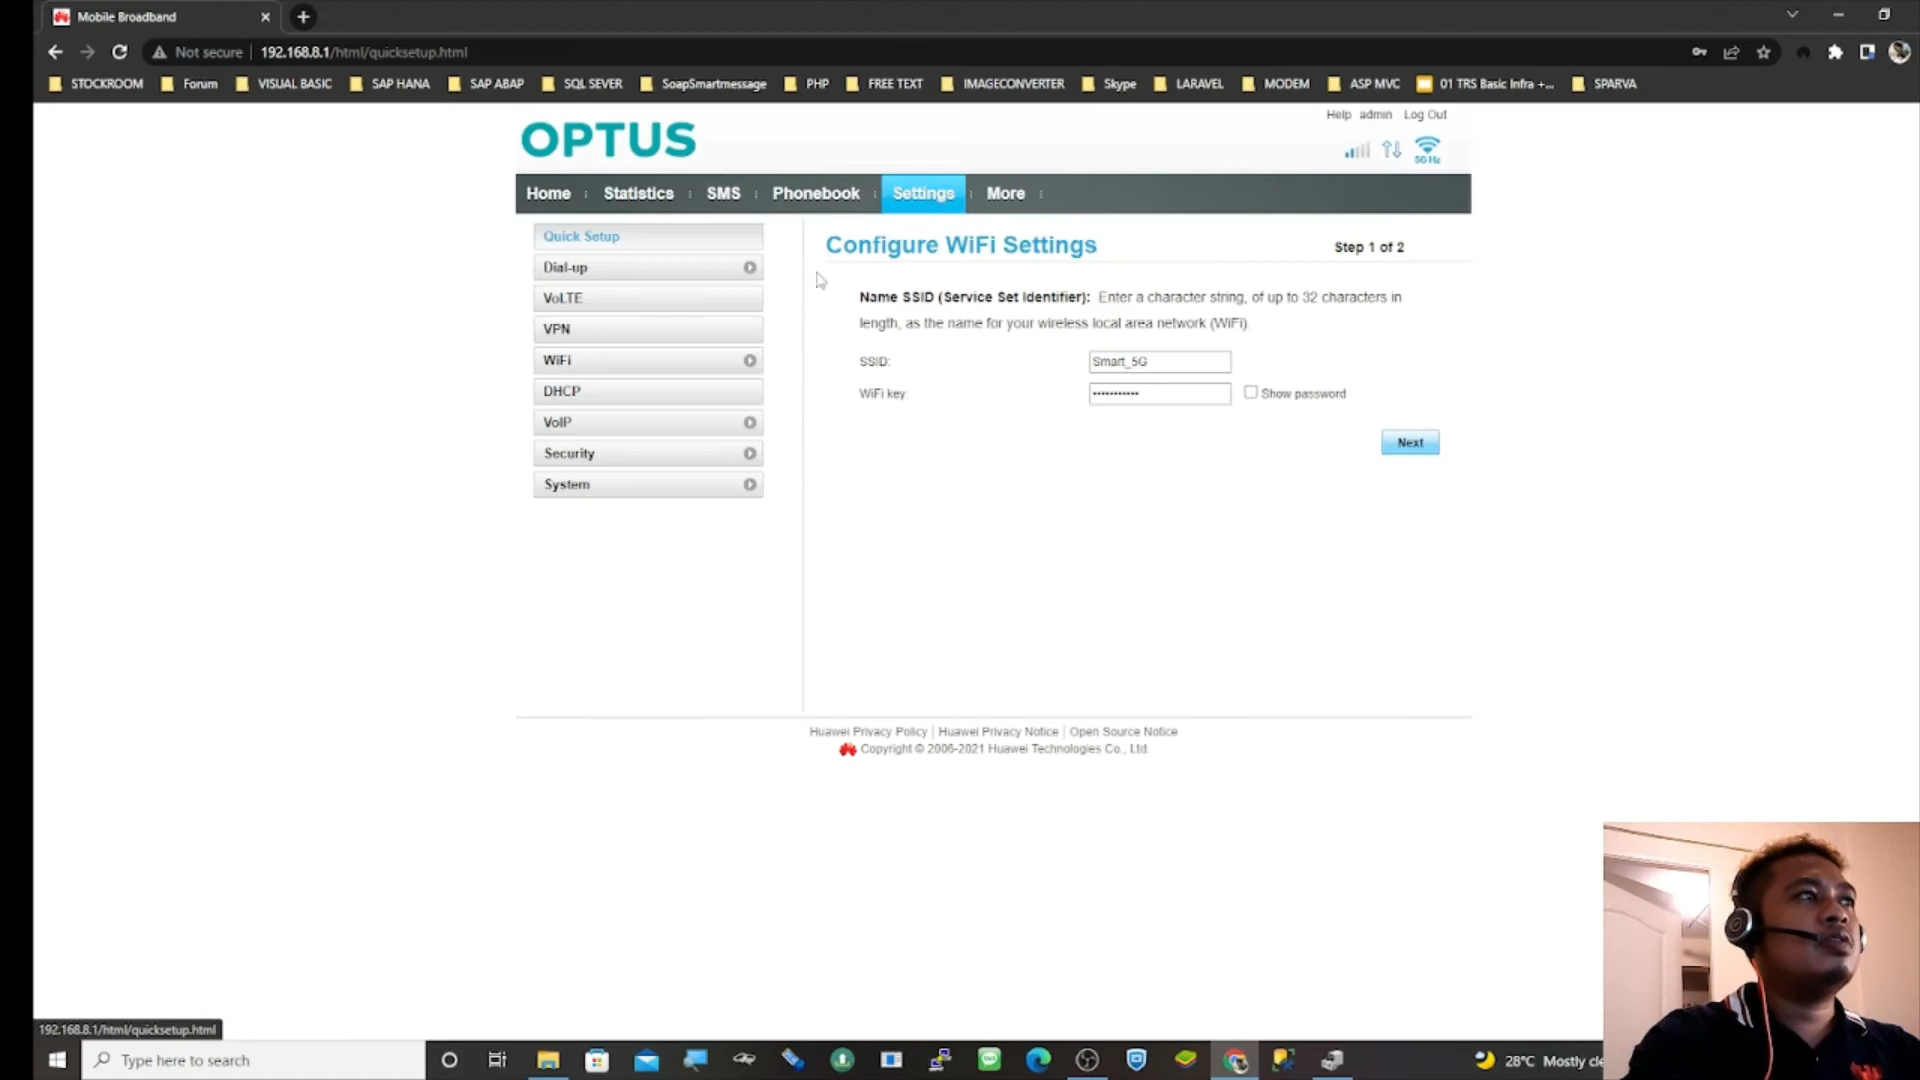 Mobile Broadband
Not secure 192.168.8.1/html/quicksetup.html
STOCKROOM Forum VISUAL BASIC SAP HANA SAP ABAP SQL SEVER SoapSmartmessage PHP FREE TEXT IMAGECONVERTER Skype LARAVEL MODEM ASP MVC 01 TRS Basic Infra +... SPARVA
Help admin Log Out
OPTUS
5G Hz
Home Statistics SMS Phonebook Settings More
Quick Setup
Dial-up
VoLTE
VPN
WiFi
DHCP
VoIP
Security
System
Configure WiFi Settings
Step 1 of 2
Name SSID (Service Set Identifier): Enter a character string, of up to 32 characters in
length, as the name for your wireless local area network (WiFi).
SSID: Smart_5G
WiFi key: ••••••••••• Show password
Next
Huawei Privacy Policy | Huawei Privacy Notice | Open Source Notice
Copyright © 2006-2021 Huawei Technologies Co., Ltd.
192.168.8.1/html/quicksetup.html
Type here to search
28°C Mostly cle